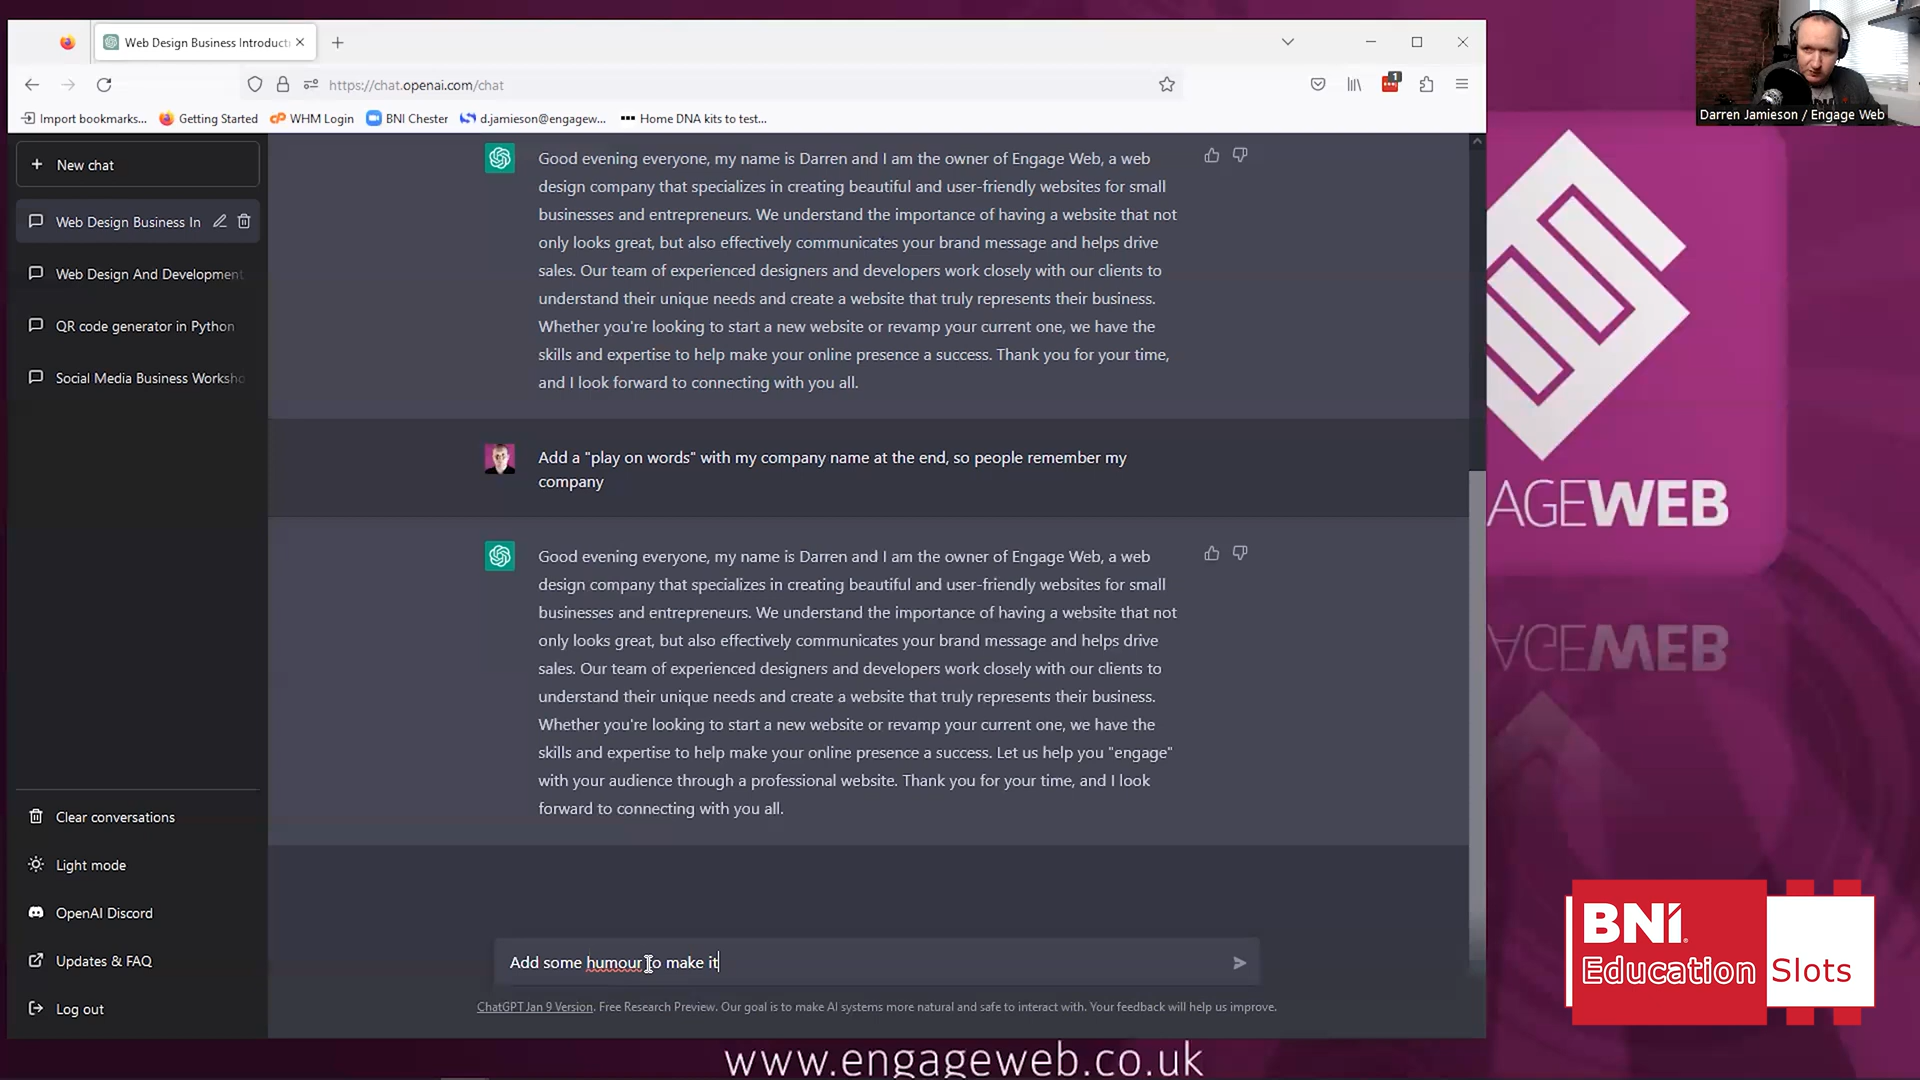 Web Design Business Introducti
https://chat.openai.com/chat
1
Import bookmarks...
Getting Started
WHM Login
BNI Chester
d.jamieson@engagew...
Home DNA kits to test...
Darren Jamieson / Engage Web
New chat
Web Design Business In
Web Design And Development
QR code generator in Python
Social Media Business Worksho
Clear conversations
Light mode
OpenAI Discord
Updates & FAQ
Log out
Good evening everyone, my name is Darren and I am the owner of Engage Web, a web
design company that specializes in creating beautiful and user-friendly websites for small
businesses and entrepreneurs. We understand the importance of having a website that not
only looks great, but also effectively communicates your brand message and helps drive
sales. Our team of experienced designers and developers work closely with our clients to
understand their unique needs and create a website that truly represents their business.
Whether you're looking to start a new website or revamp your current one, we have the
skills and expertise to help make your online presence a success. Thank you for your time,
and I look forward to connecting with you all.
Add a "play on words" with my company name at the end, so people remember my
company
Good evening everyone, my name is Darren and I am the owner of Engage Web, a web
design company that specializes in creating beautiful and user-friendly websites for small
businesses and entrepreneurs. We understand the importance of having a website that not
only looks great, but also effectively communicates your brand message and helps drive
sales. Our team of experienced designers and developers work closely with our clients to
understand their unique needs and create a website that truly represents their business.
Whether you're looking to start a new website or revamp your current one, we have the
skills and expertise to help make your online presence a success. Let us help you "engage"
with your audience through a professional website. Thank you for your time, and I look
forward to connecting with you all.
Add some humour to make it
ChatGPT Jan 9 Version. Free Research Preview. Our goal is to make AI systems more natural and safe to interact with. Your feedback will help us improve.
AGEWEB
BNI®
Education Slots
www.engageweb.co.uk